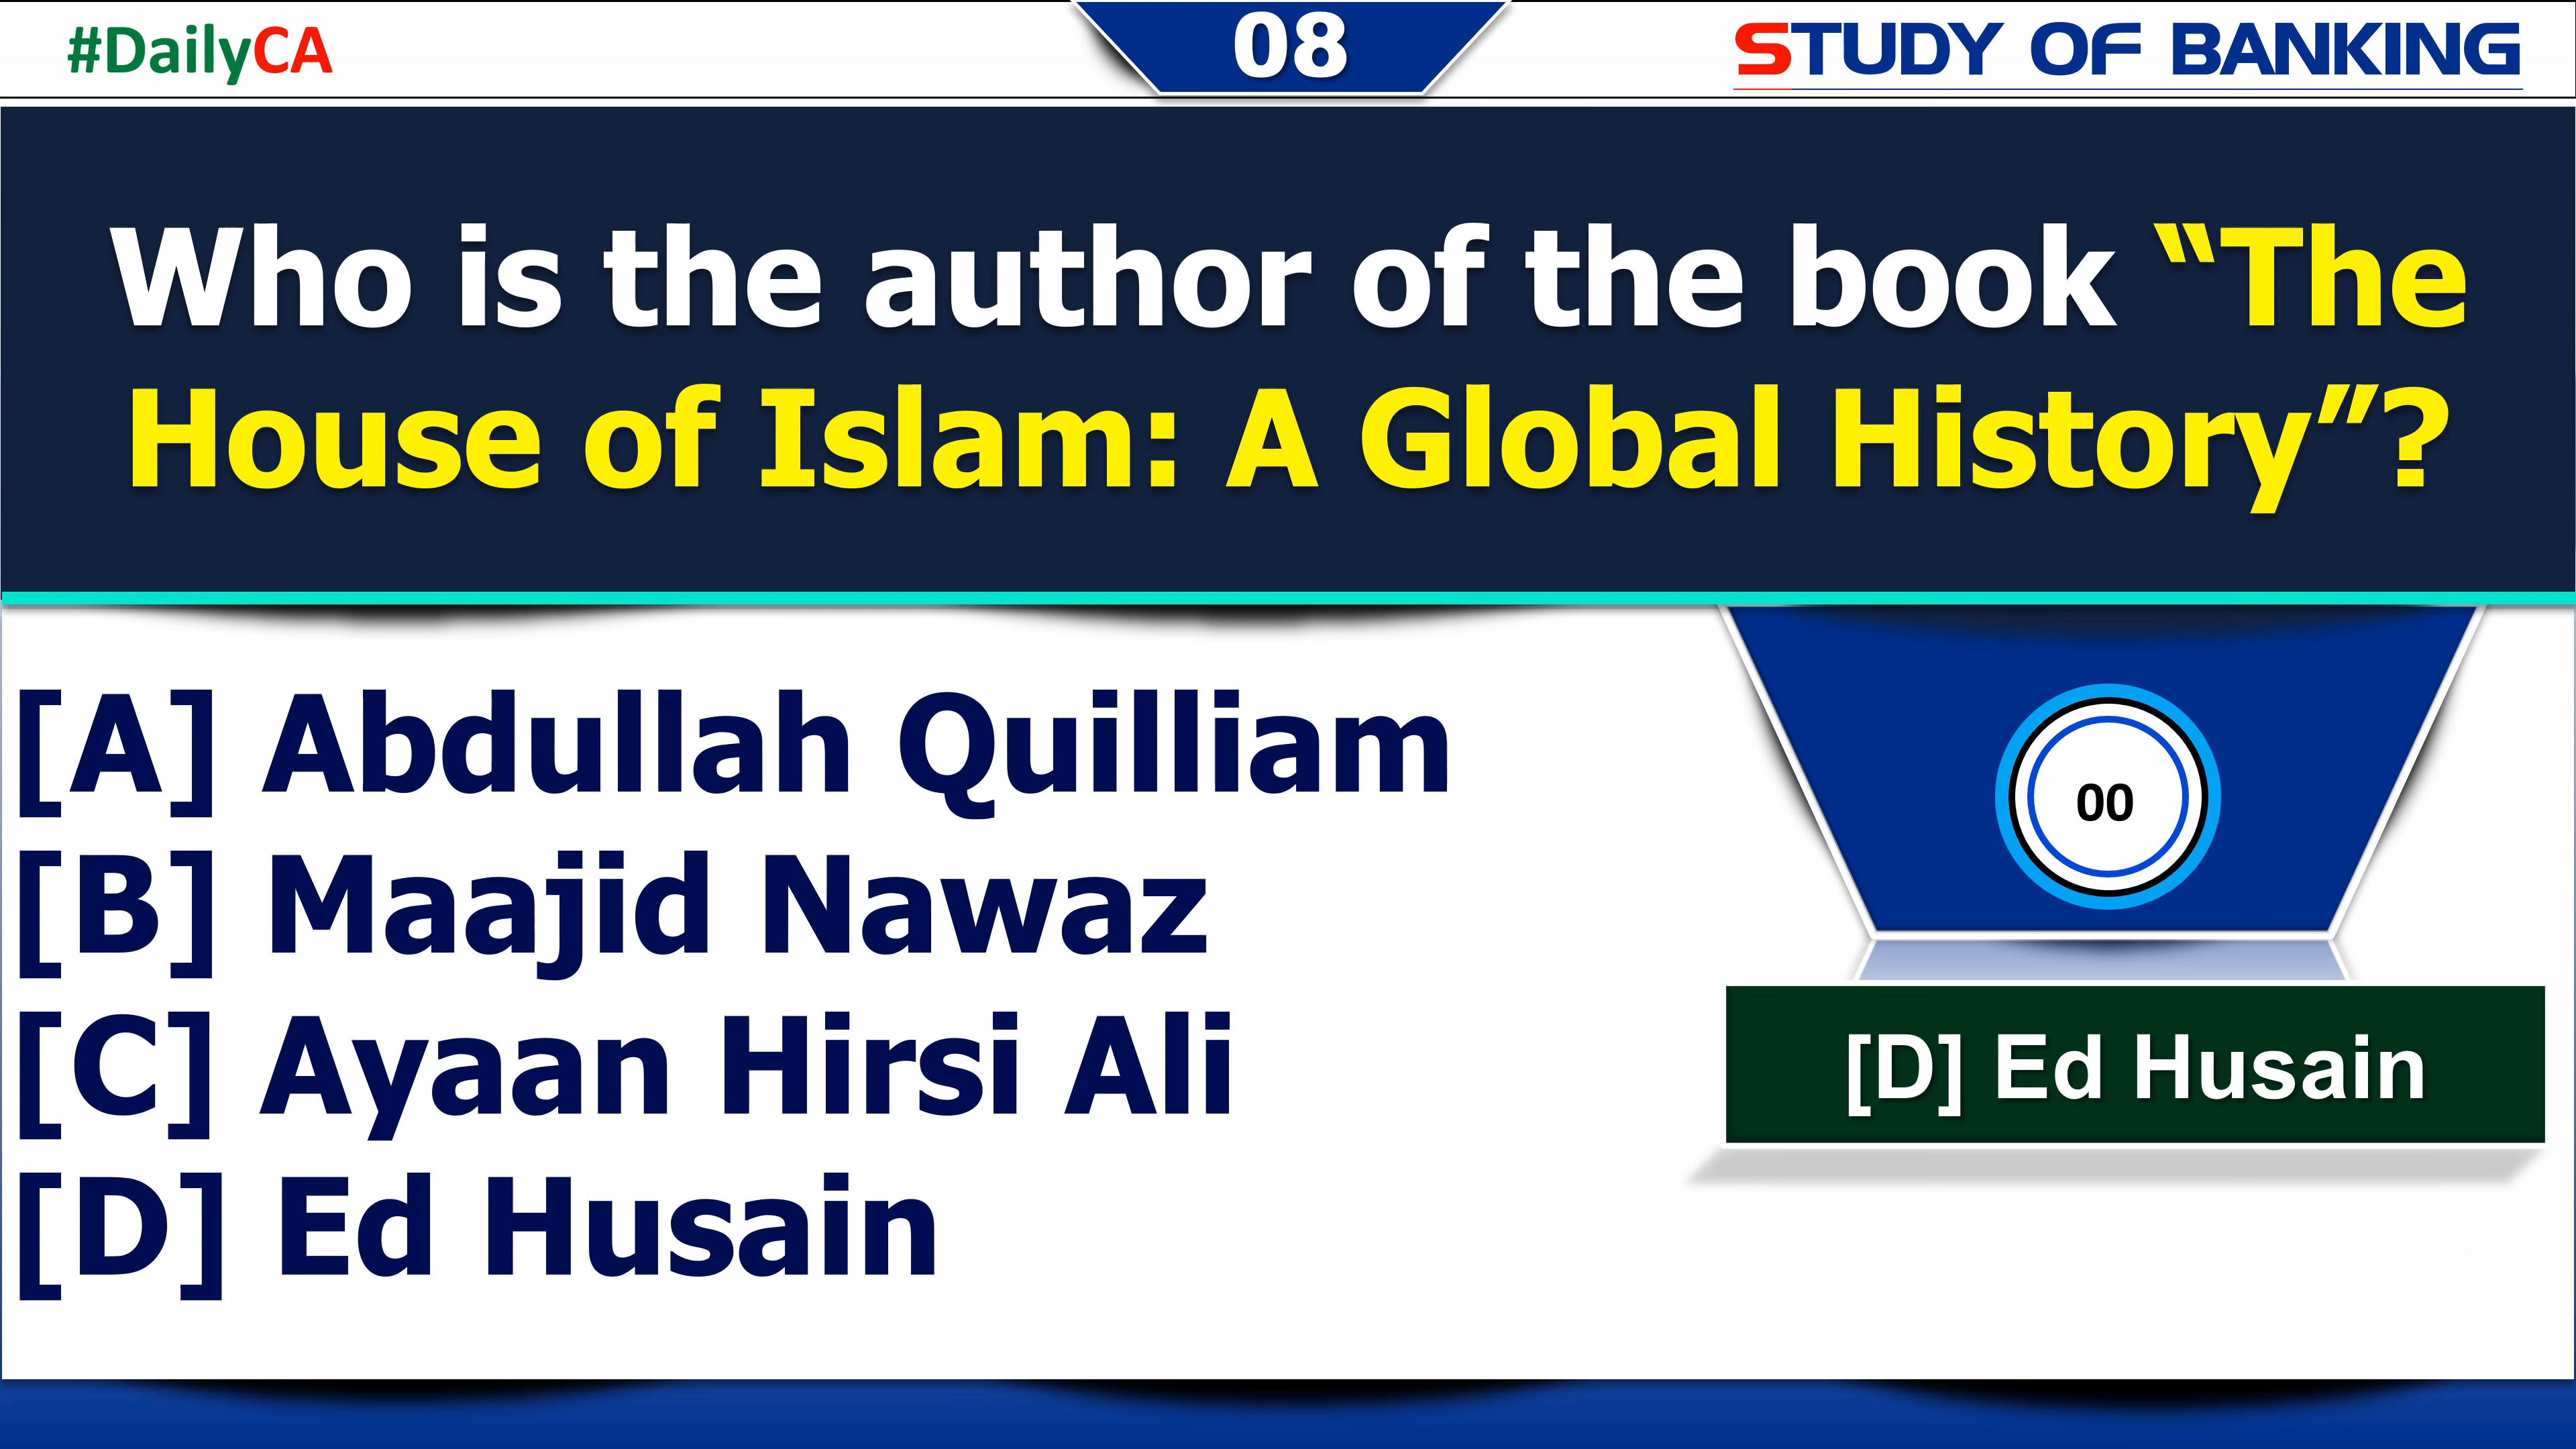 #DailyCA
08
STUDY OF BANKING
Who is the author of the book “The
House of Islam: A Global History”?
[A] Abdullah Quilliam
[B] Maajid Nawaz
[C] Ayaan Hirsi Ali
[D] Ed Husain
00
[D] Ed Husain